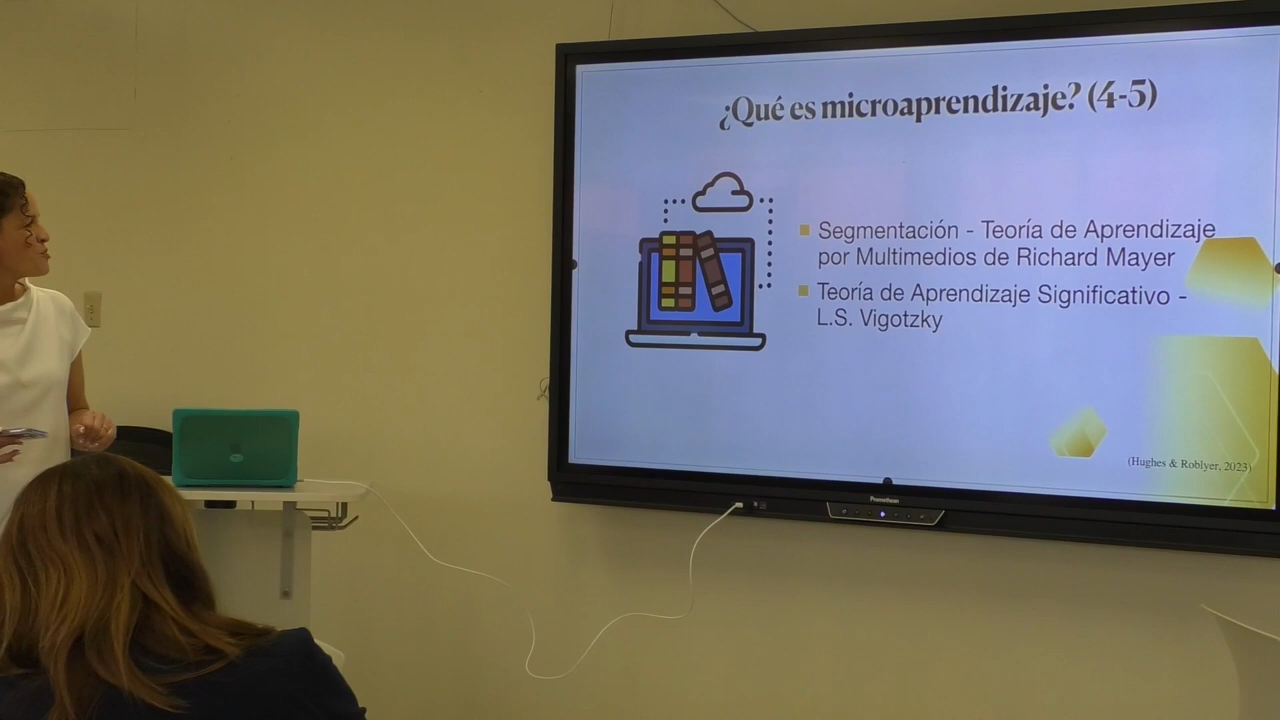 ¿Qué es microaprendizaje? (4-5)
Segmentación - Teoría de Aprendizaje
por Multimedios de Richard Mayer
Teoría de Aprendizaje Significativo -
L.S. Vigotzky
(Hughes & Roblyer, 2023)
Promethean